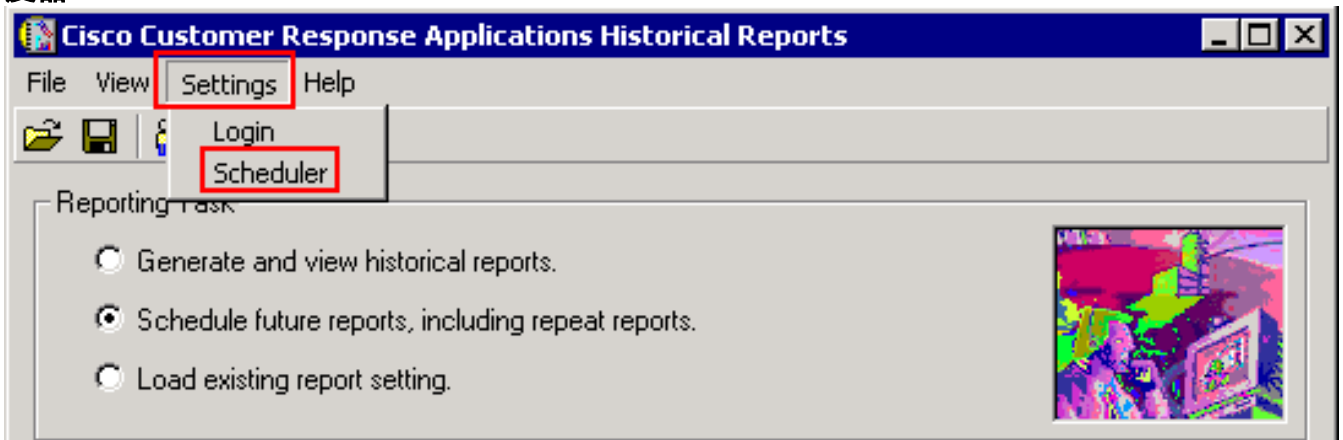 Cisco Customer Response Applications Historical Reports
File View Settings Help
Login
Scheduler
Reporting Task
Generate and view historical reports.
Schedule future reports, including repeat reports.
Load existing report setting.